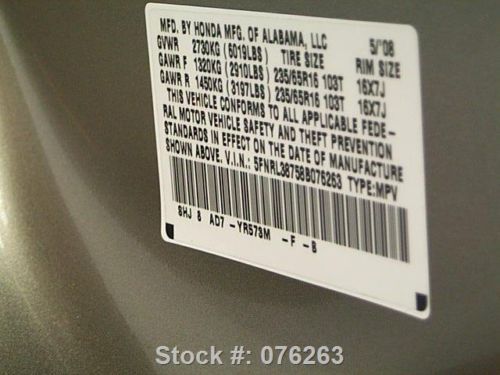 MFD. BY HONDA MFG. OF ALABAMA, LLC 5/'08
GVWR 2730KG (6019LBS) TIRE SIZE RIM SIZE
GAWR F 1320KG (2910LBS) 235/65R16 103T 16X7J
GAWR R 1450KG (3197LBS) 235/65R16 103T 16X7J
THIS VEHICLE CONFORMS TO ALL APPLICABLE FEDE-
RAL MOTOR VEHICLE SAFETY AND THEFT PREVENTION
STANDARDS IN EFFECT ON THE DATE OF MANUFACTURE
SHOWN ABOVE. V.I.N.: 5FNRL38758B076263 TYPE:MPV
SHJ 8 AD7 -YR573M -F -B
Stock #: 076263